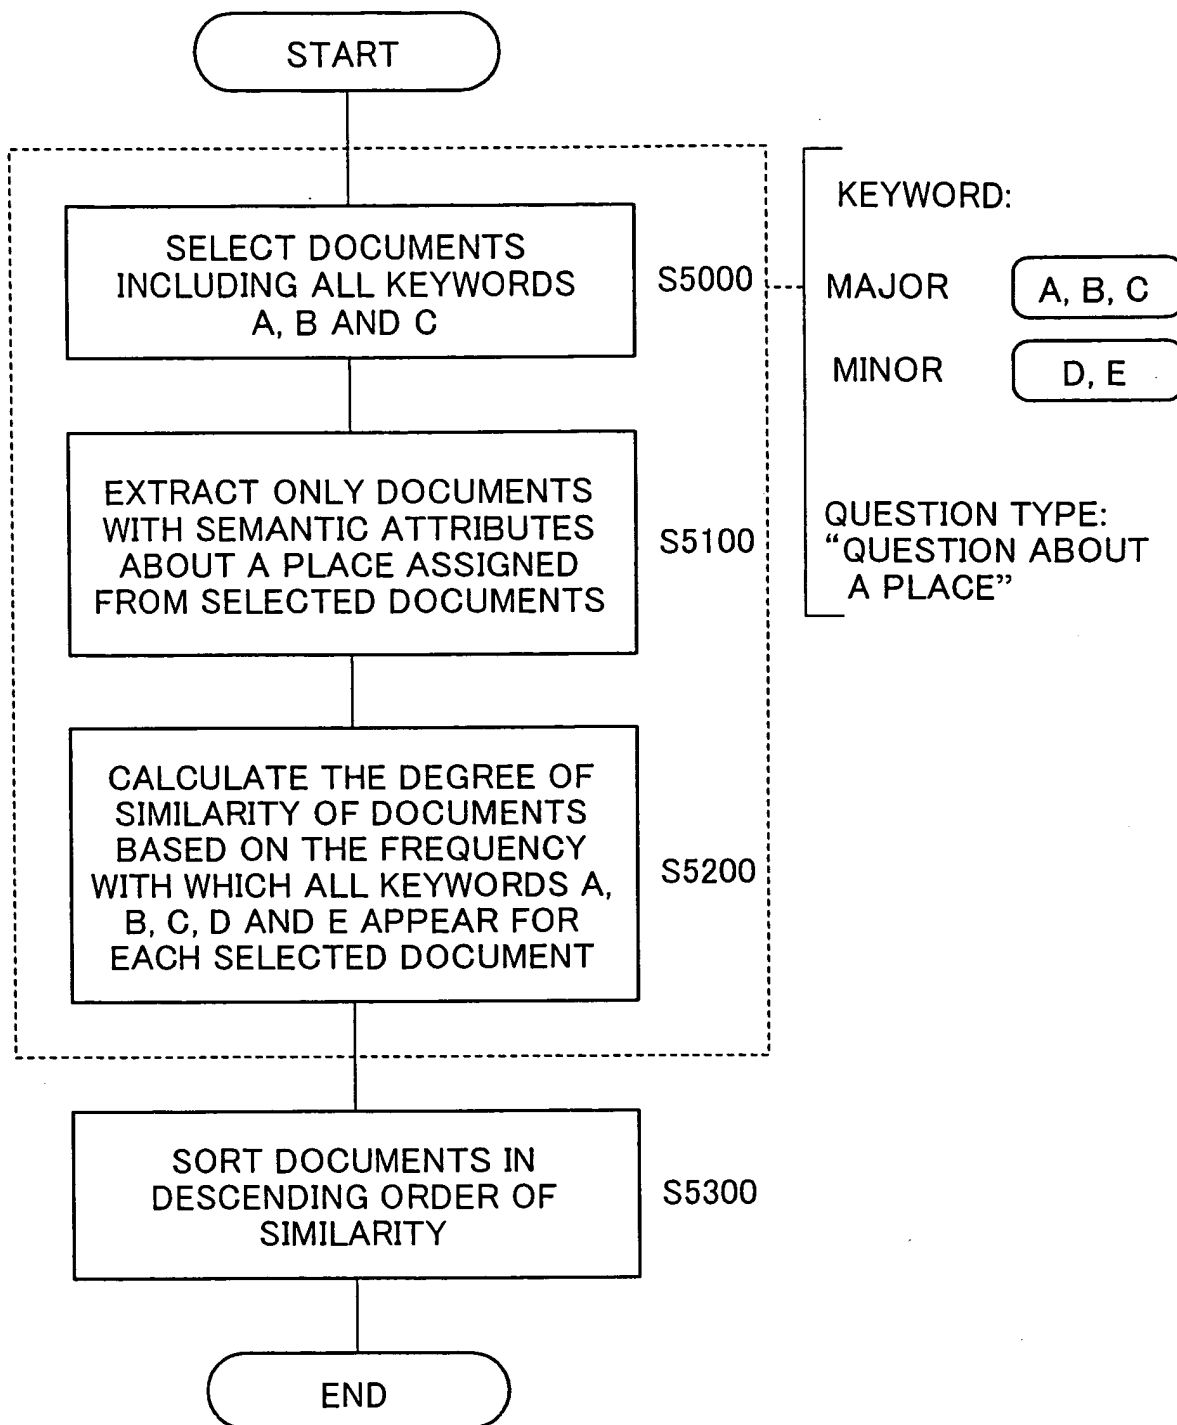 START
SELECT DOCUMENTS
INCLUDING ALL KEYWORDS
A, B AND C
S5000
KEYWORD:
MAJOR
A, B, C
MINOR
D, E
QUESTION TYPE:
“QUESTION ABOUT
A PLACE”
EXTRACT ONLY DOCUMENTS
WITH SEMANTIC ATTRIBUTES
ABOUT A PLACE ASSIGNED
FROM SELECTED DOCUMENTS
S5100
CALCULATE THE DEGREE OF
SIMILARITY OF DOCUMENTS
BASED ON THE FREQUENCY
WITH WHICH ALL KEYWORDS A,
B, C, D AND E APPEAR FOR
EACH SELECTED DOCUMENT
S5200
SORT DOCUMENTS IN
DESCENDING ORDER OF
SIMILARITY
S5300
END